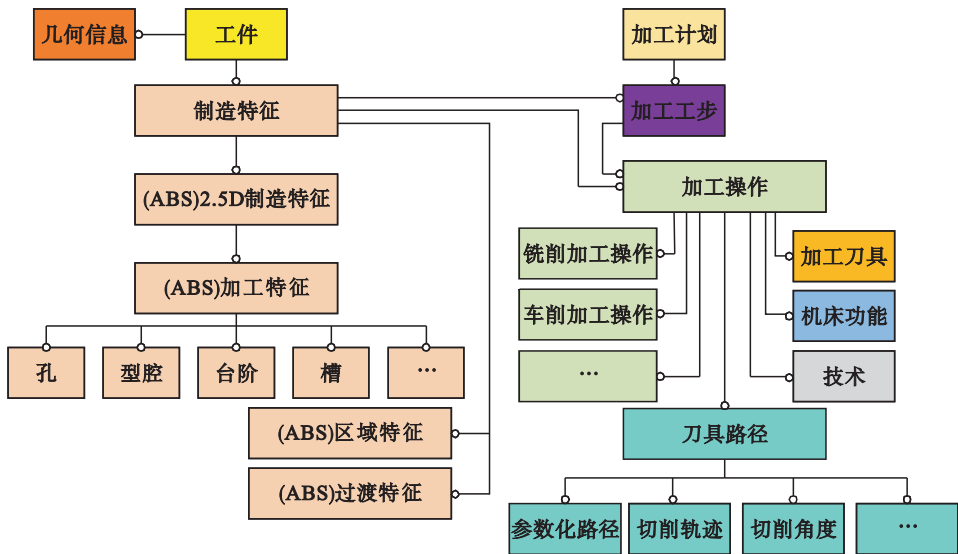 几何信息
工件
加工计划
制造特征
加工工步
(ABS)2.5D制造特征
加工操作
铣削加工操作
加工刀具
(ABS)加工特征
车削加工操作
机床功能
孔
型腔
台阶
槽
…
…
技术
(ABS)区域特征
刀具路径
(ABS)过渡特征
参数化路径
切削轨迹
切削角度
…